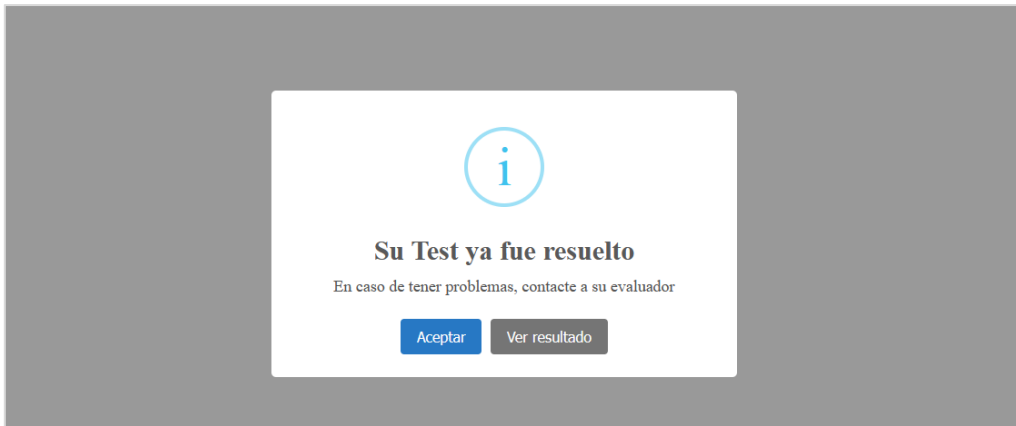 i
Su Test ya fue resuelto
En caso de tener problemas, contacte a su evaluador
Aceptar Ver resultado